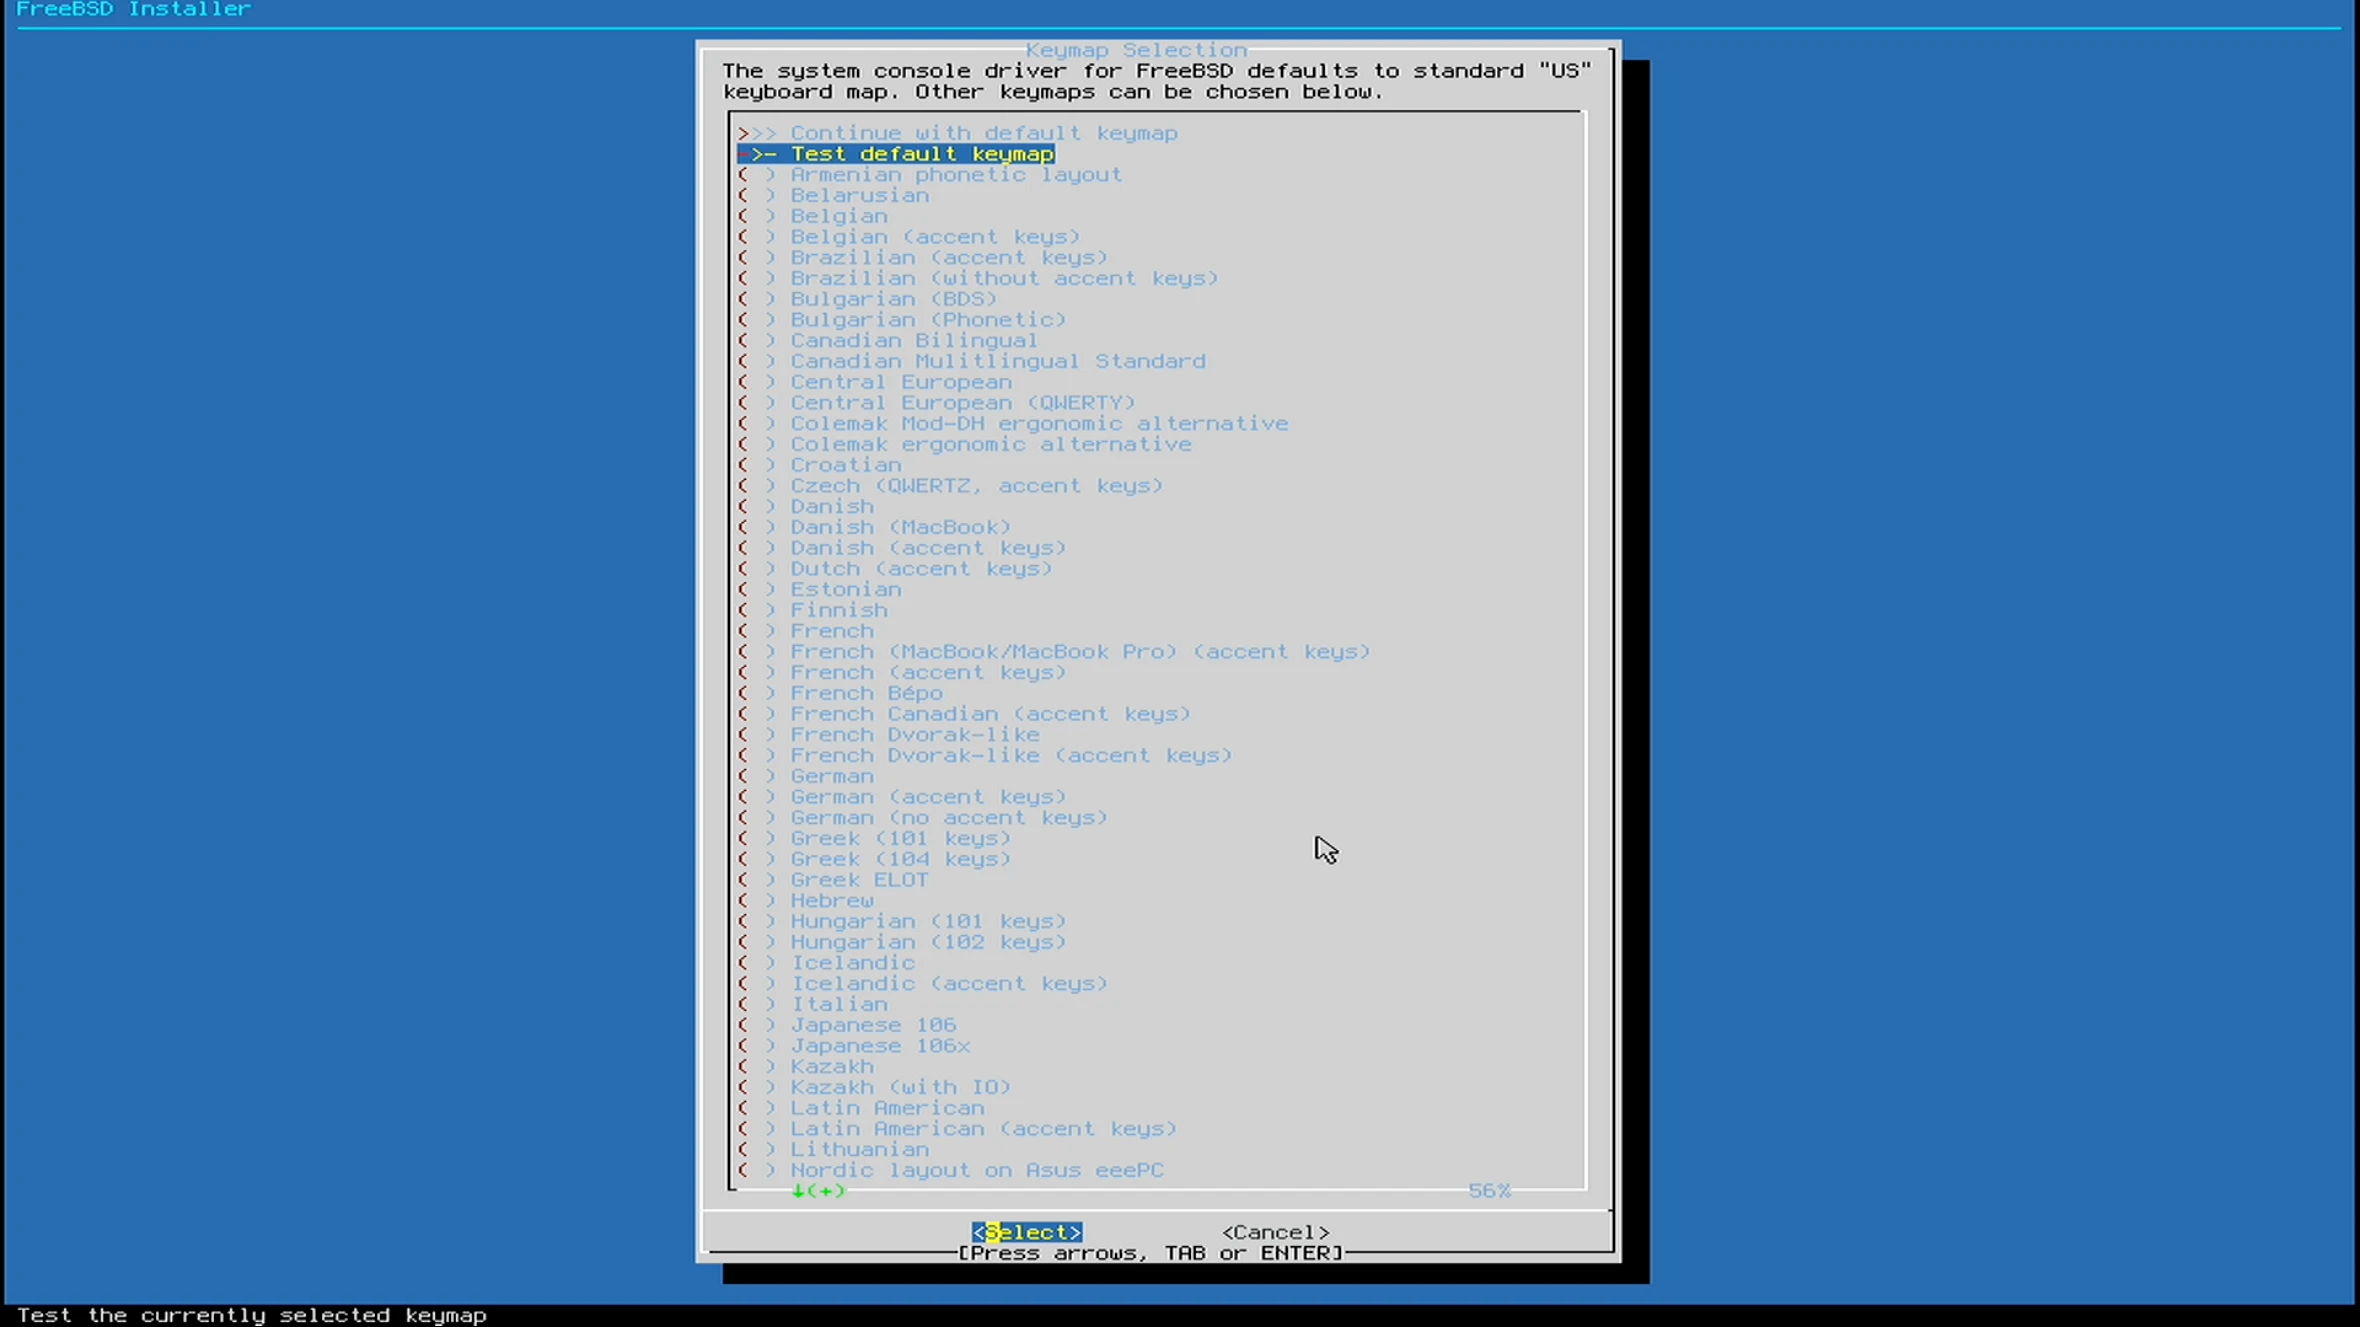 FreeBSD Installer
Keymap Selection
The system console driver for FreeBSD defaults to standard "US"
keyboard map. Other keymaps can be chosen below.
>>> Continue with default keymap
->- Test default keymap
( ) Armenian phonetic layout
( ) Belarusian
( ) Belgian
( ) Belgian (accent keys)
( ) Brazilian (accent keys)
( ) Brazilian (without accent keys)
( ) Bulgarian (BDS)
( ) Bulgarian (Phonetic)
( ) Canadian Bilingual
( ) Canadian Mulitlingual Standard
( ) Central European
( ) Central European (QWERTY)
( ) Colemak Mod-DH ergonomic alternative
( ) Colemak ergonomic alternative
( ) Croatian
( ) Czech (QWERTZ, accent keys)
( ) Danish
( ) Danish (MacBook)
( ) Danish (accent keys)
( ) Dutch (accent keys)
( ) Estonian
( ) Finnish
( ) French
( ) French (MacBook/MacBook Pro) (accent keys)
( ) French (accent keys)
( ) French Bépo
( ) French Canadian (accent keys)
( ) French Dvorak-like
( ) French Dvorak-like (accent keys)
( ) German
( ) German (accent keys)
( ) German (no accent keys)
( ) Greek (101 keys)
( ) Greek (104 keys)
( ) Greek ELOT
( ) Hebrew
( ) Hungarian (101 keys)
( ) Hungarian (102 keys)
( ) Icelandic
( ) Icelandic (accent keys)
( ) Italian
( ) Japanese 106
( ) Japanese 106x
( ) Kazakh
( ) Kazakh (with IO)
( ) Latin American
( ) Latin American (accent keys)
( ) Lithuanian
( ) Nordic layout on Asus eeePC
↓(+) 56%
<Select> <Cancel>
[Press arrows, TAB or ENTER]
Test the currently selected keymap